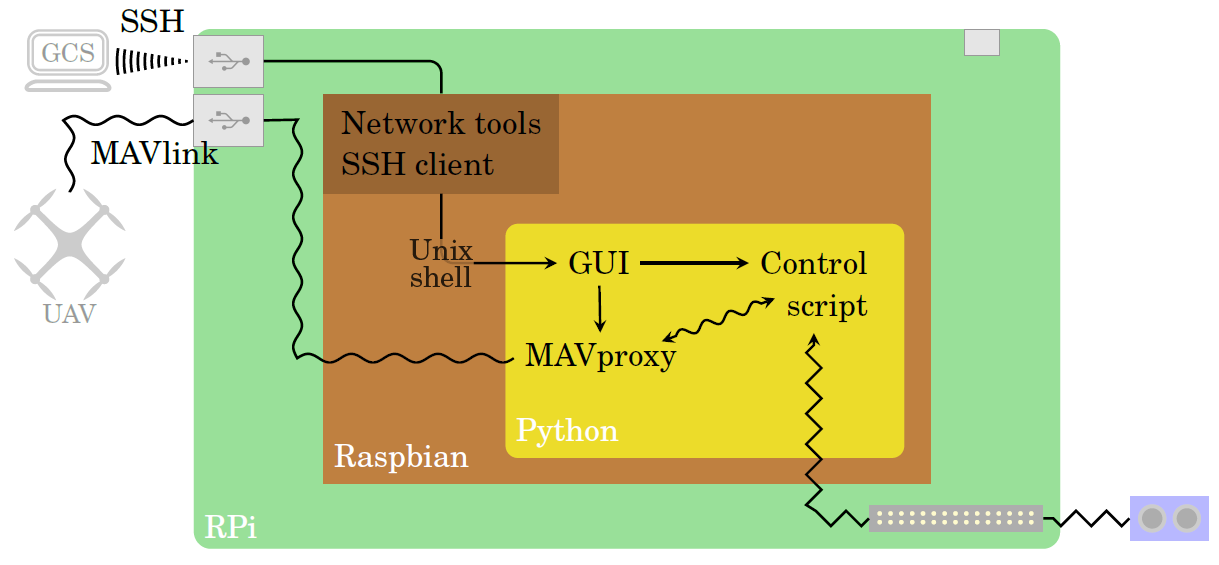 SSH
GCS
MAVlink
UAV
Network tools
SSH client
Unix
shell
GUI
Control
script
MAVproxy
Python
Raspbian
RPi